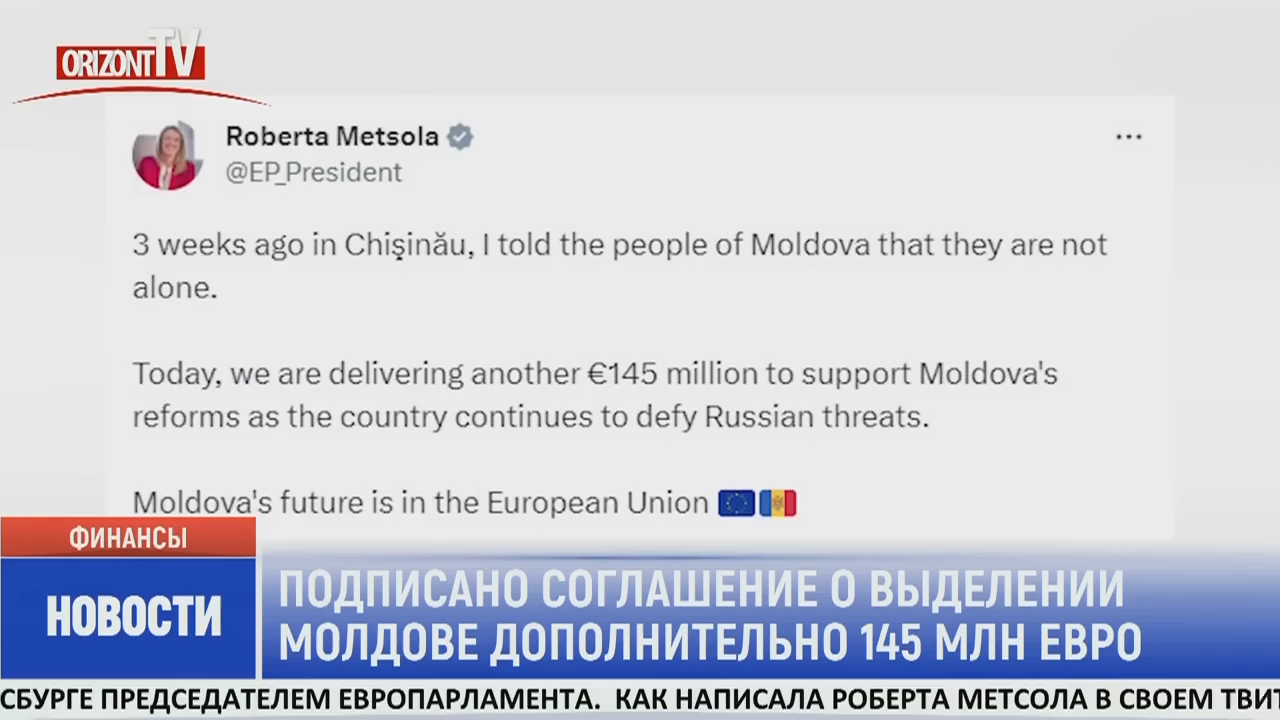 ORIZONT TV
Roberta Metsola
@EP_President
3 weeks ago in Chişinău, I told the people of Moldova that they are not
alone.
Today, we are delivering another €145 million to support Moldova's
reforms as the country continues to defy Russian threats.
Moldova's future is in the European Union
ФИНАНСЫ
НОВОСТИ
ПОДПИСАНО СОГЛАШЕНИЕ О ВЫДЕЛЕНИИ
МОЛДОВЕ ДОПОЛНИТЕЛЬНО 145 МЛН ЕВРО
СБУРГЕ ПРЕДСЕДАТЕЛЕМ ЕВРОПАРЛАМЕНТА. КАК НАПИСАЛА РОБЕРТА МЕТСОЛА В СВОЕМ ТВИТ